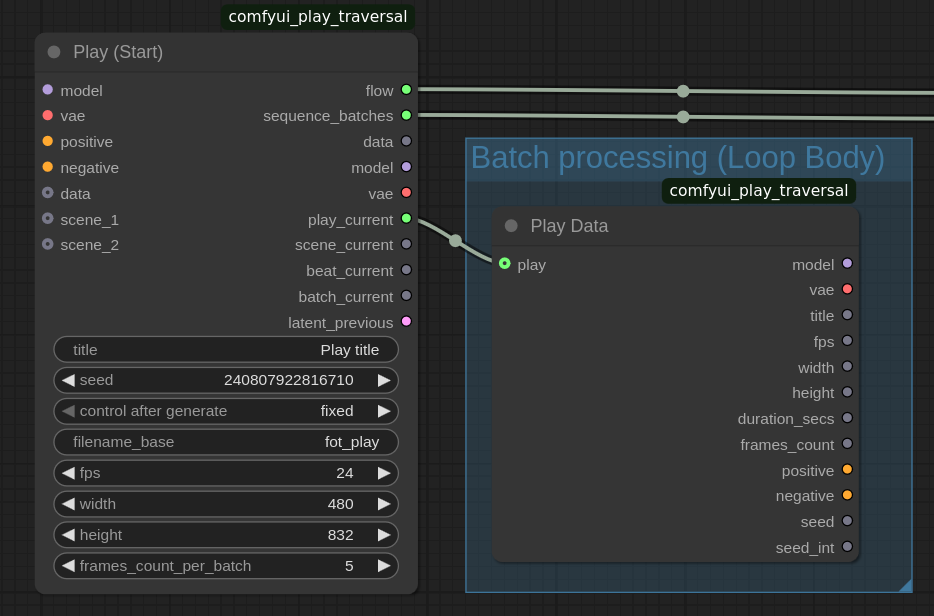 comfyui_play_traversal
Play (Start)
model flow
vae sequence_batches
positive data
negative model
data vae
scene_1 play_current
scene_2 scene_current
beat_current
batch_current
latent_previous
title Play title
seed 240807922816710
control after generate fixed
filename_base fot_play
fps 24
width 480
height 832
frames_count_per_batch 5
Batch processing (Loop Body)
comfyui_play_traversal
Play Data
play model
vae
title
fps
width
height
duration_secs
frames_count
positive
negative
seed
seed_int